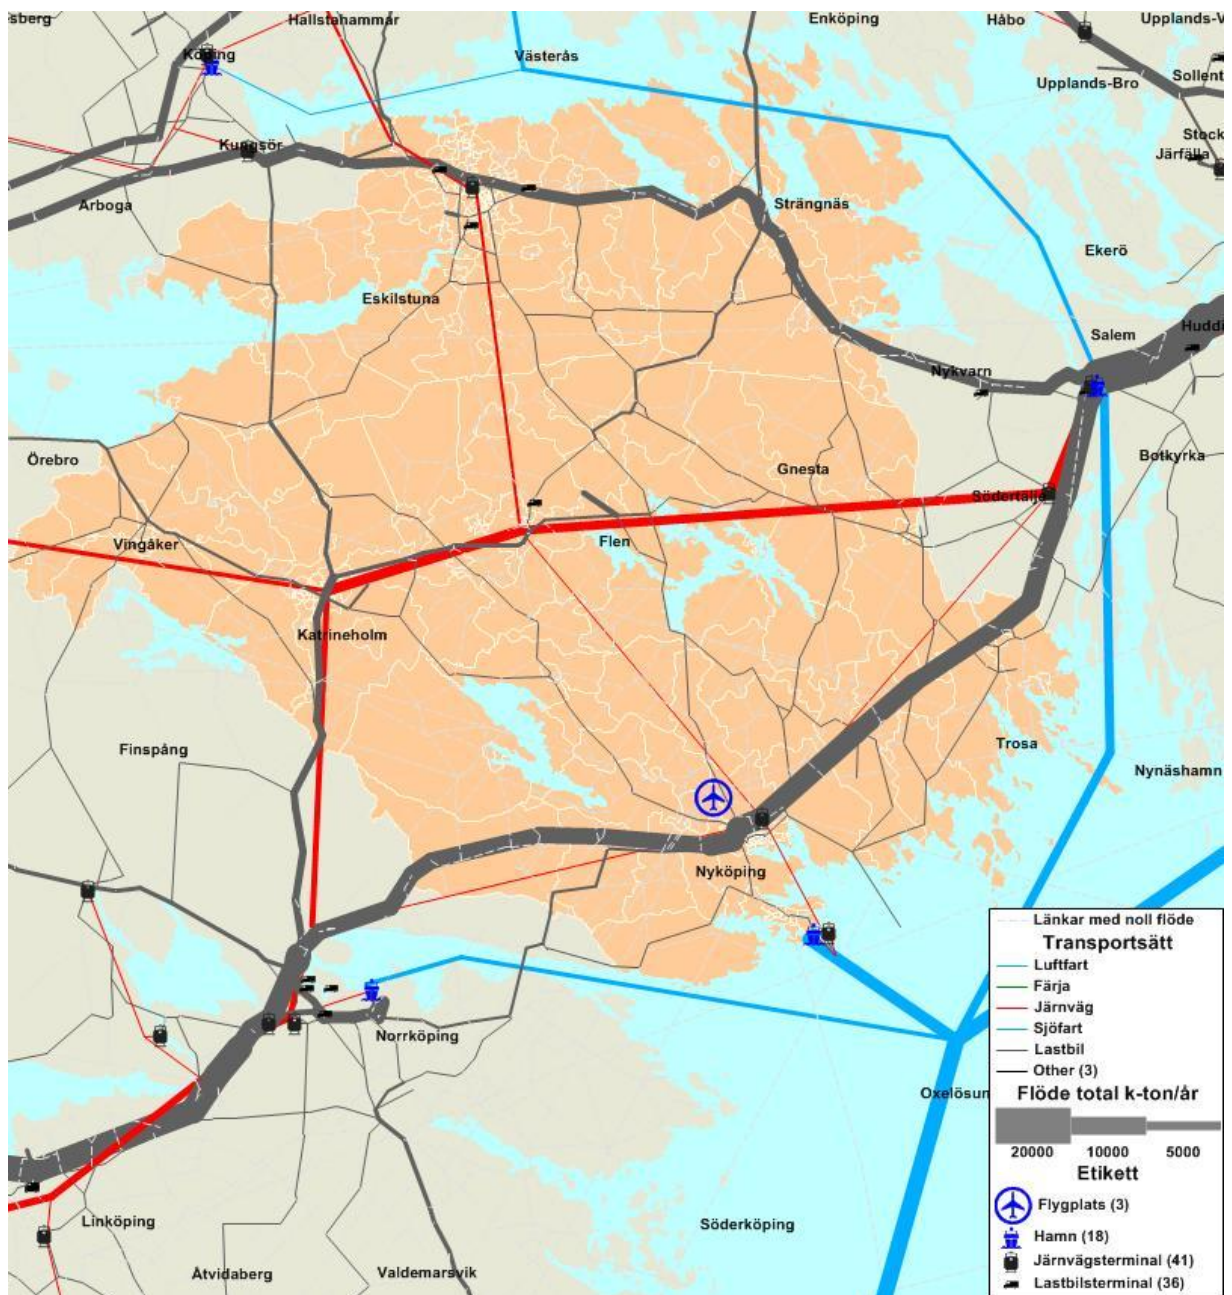 esberg
Hallstahammar
Enköping
Håbo
Upplands-V
Köping
Västerås
Upplands-Bro
Sollent
Stock
Kungsör
Järfälla
Arboga
Strängnäs
Ekerö
Eskilstuna
Salem
Huddi
Nykvarn
Örebro
Gnesta
Botkyrka
Södertälje
Vingåker
Flen
Katrineholm
Finspång
Trosa
Nynäshamn
Nyköping
Norrköping
Oxelösun
Linköping
Söderköping
Åtvidaberg
Valdemarsvik
Länkar med noll flöde
Transportsätt
Luftfart
Färja
Järnväg
Sjöfart
Lastbil
Other (3)
Flöde total k-ton/år
20000 10000 5000
Etikett
Flygplats (3)
Hamn (18)
Järnvägsterminal (41)
Lastbilsterminal (36)